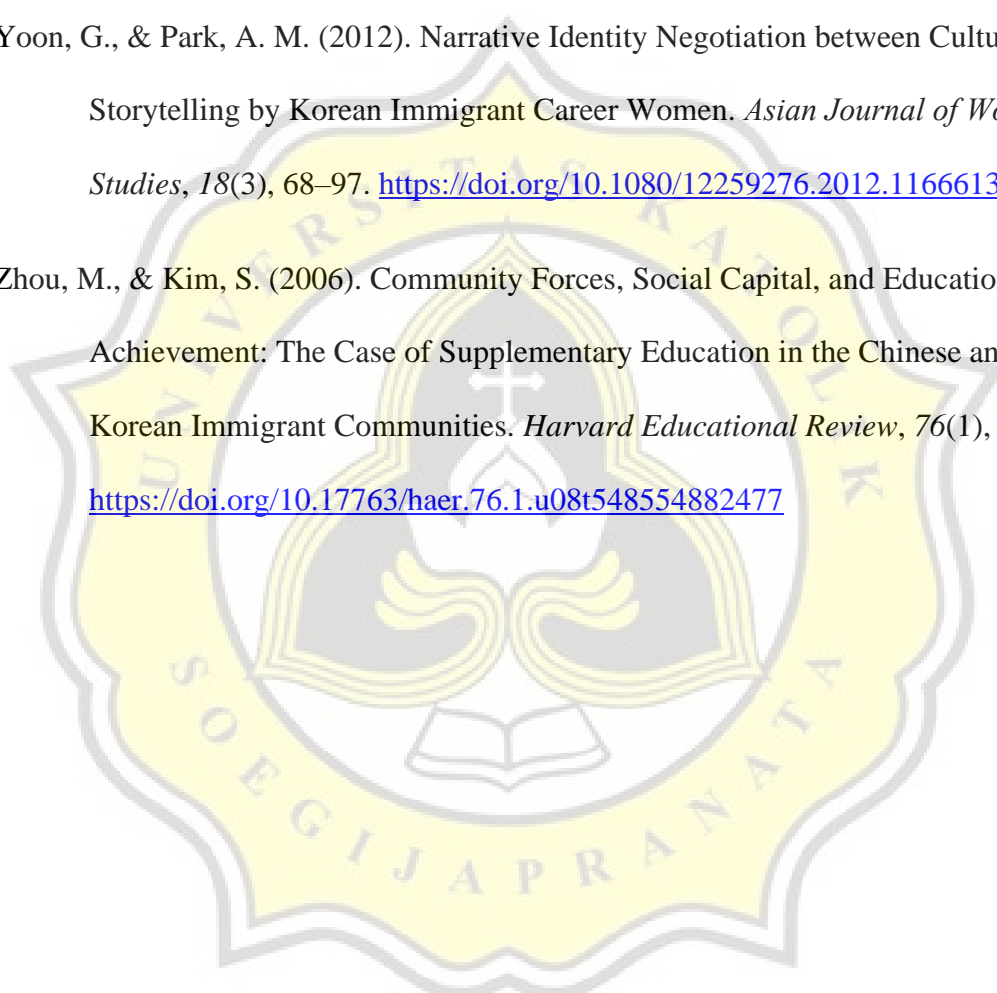 Yoon, G., & Park, A. M. (2012). Narrative Identity Negotiation between Cultu
Storytelling by Korean Immigrant Career Women. Asian Journal of Wo
Studies, 18(3), 68–97. https://doi.org/10.1080/12259276.2012.1166613
Zhou, M., & Kim, S. (2006). Community Forces, Social Capital, and Educatio
Achievement: The Case of Supplementary Education in the Chinese an
Korean Immigrant Communities. Harvard Educational Review, 76(1),
https://doi.org/10.17763/haer.76.1.u08t548554882477
UNIVERSITAS KATOLIK
SOEGIJAPRANATA